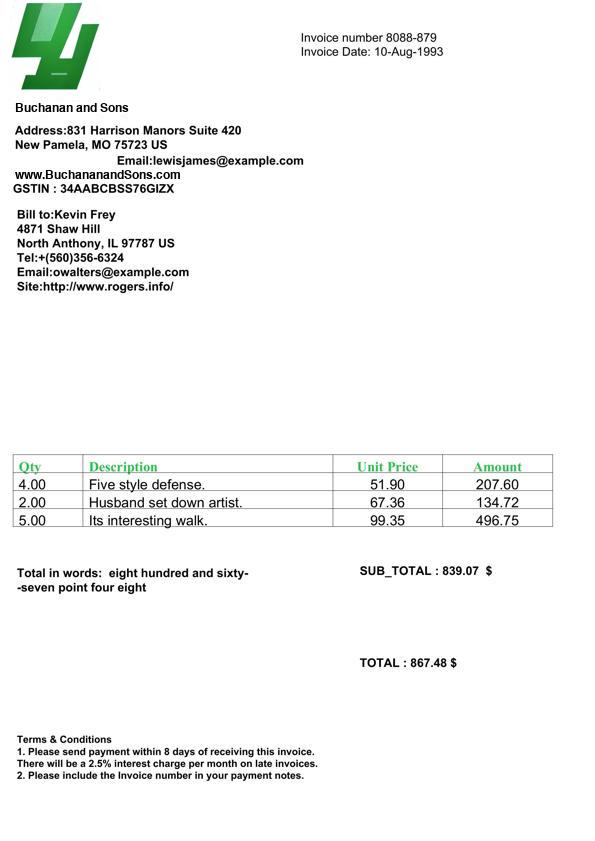 Invoice number 8088-879
Invoice Date: 10-Aug-1993
Buchanan and Sons
Address:831 Harrison Manors Suite 420
New Pamela, MO 75723 US
Email:lewisjames@example.com
www.BuchananandSons.com
GSTIN : 34AABCBSS76GIZX
Bill to:Kevin Frey
4871 Shaw Hill
North Anthony, IL 97787 US
Tel:+(560)356-6324
Email:owalters@example.com
Site:http://www.rogers.info/
Qty Description Unit Price Amount
4.00 Five style defense. 51.90 207.60
2.00 Husband set down artist. 67.36 134.72
5.00 Its interesting walk. 99.35 496.75
Total in words: eight hundred and sixty-
-seven point four eight
SUB_TOTAL : 839.07 $
TOTAL : 867.48 $
Terms & Conditions
1. Please send payment within 8 days of receiving this invoice.
There will be a 2.5% interest charge per month on late invoices.
2. Please include the Invoice number in your payment notes.